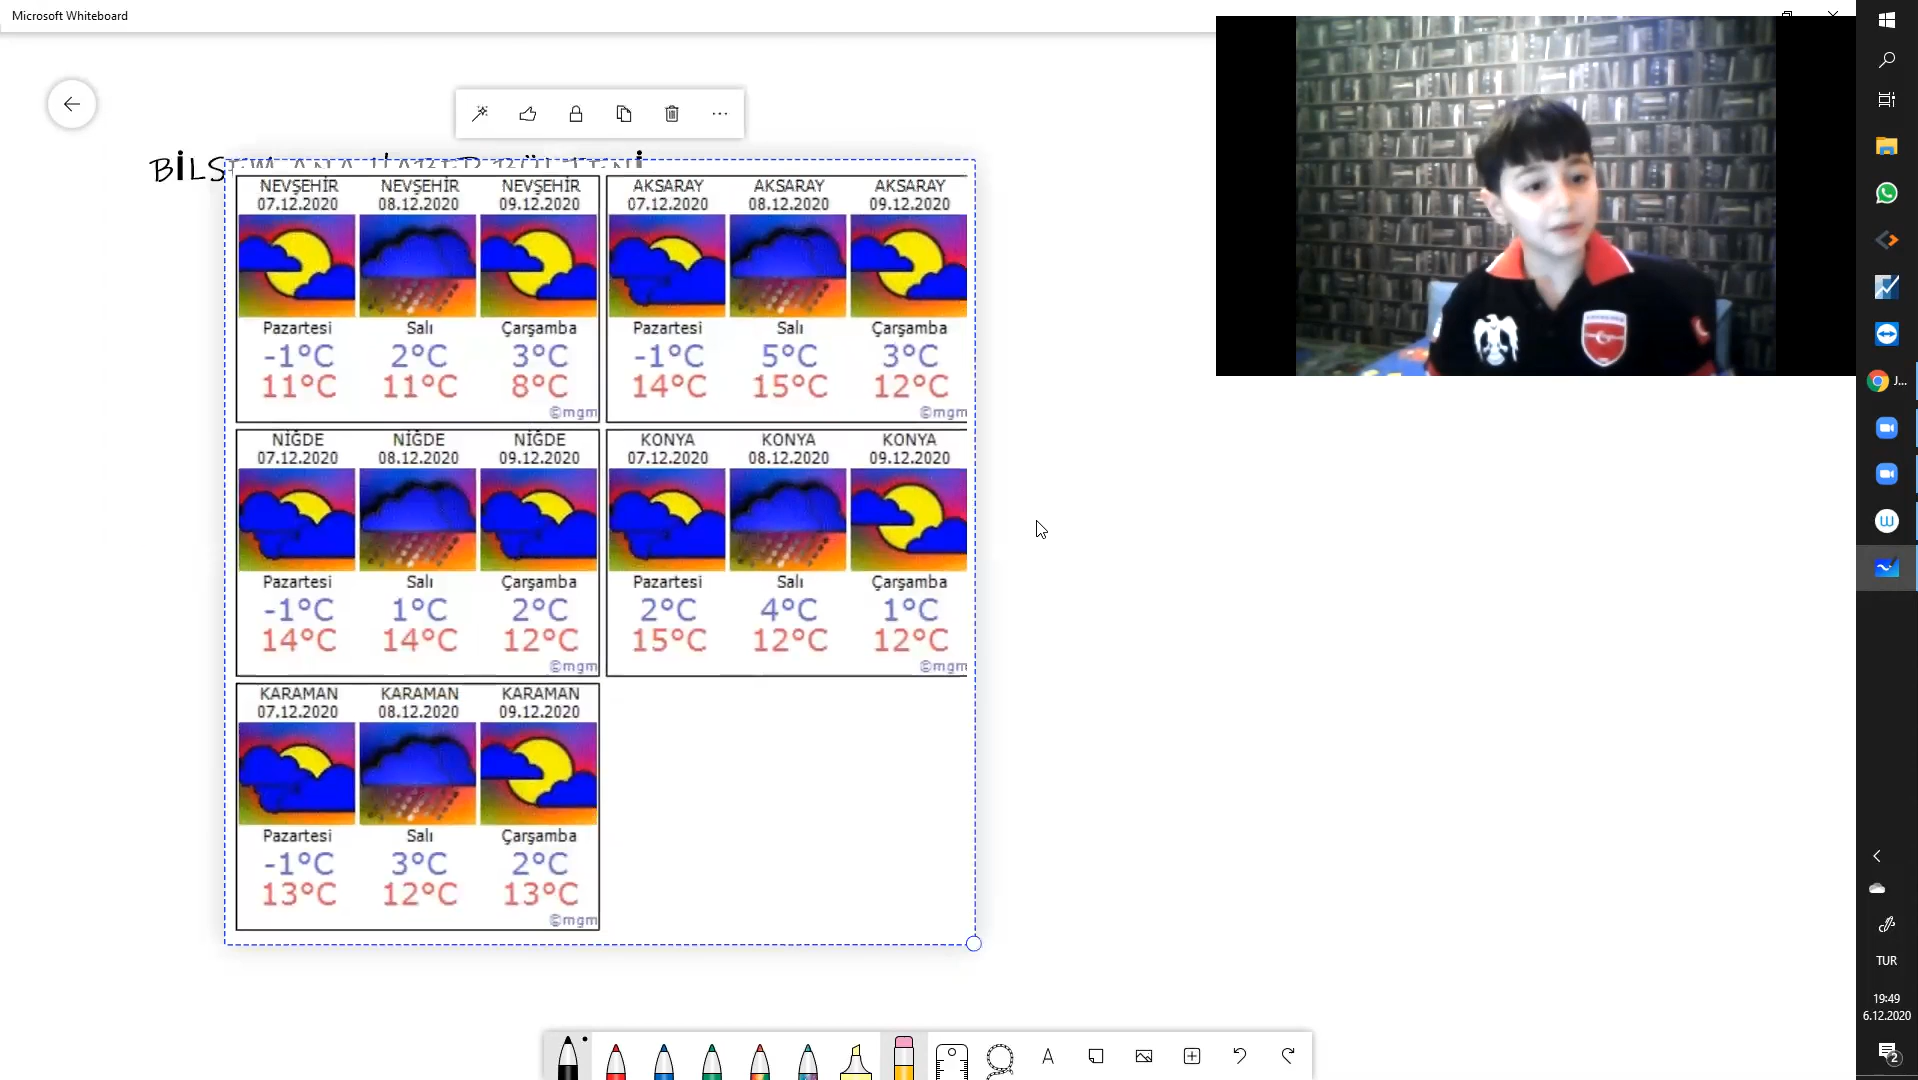 Microsoft Whiteboard
BİLSEM ANA HABER BÜLTENİ
NEVŞEHİR NEVŞEHİR NEVŞEHİR
07.12.2020 08.12.2020 09.12.2020
Pazartesi Salı Çarşamba
-1°C 2°C 3°C
11°C 11°C 8°C
©mgm
AKSARAY AKSARAY AKSARAY
07.12.2020 08.12.2020 09.12.2020
Pazartesi Salı Çarşamba
-1°C 5°C 3°C
14°C 15°C 12°C
©mgm
NİĞDE NİĞDE NİĞDE
07.12.2020 08.12.2020 09.12.2020
Pazartesi Salı Çarşamba
-1°C 1°C 2°C
14°C 14°C 12°C
©mgm
KONYA KONYA KONYA
07.12.2020 08.12.2020 09.12.2020
Pazartesi Salı Çarşamba
2°C 4°C 1°C
15°C 12°C 12°C
©mgm
KARAMAN KARAMAN KARAMAN
07.12.2020 08.12.2020 09.12.2020
Pazartesi Salı Çarşamba
-1°C 3°C 2°C
13°C 12°C 13°C
©mgm
J...
TUR
19:49
6.12.2020
2